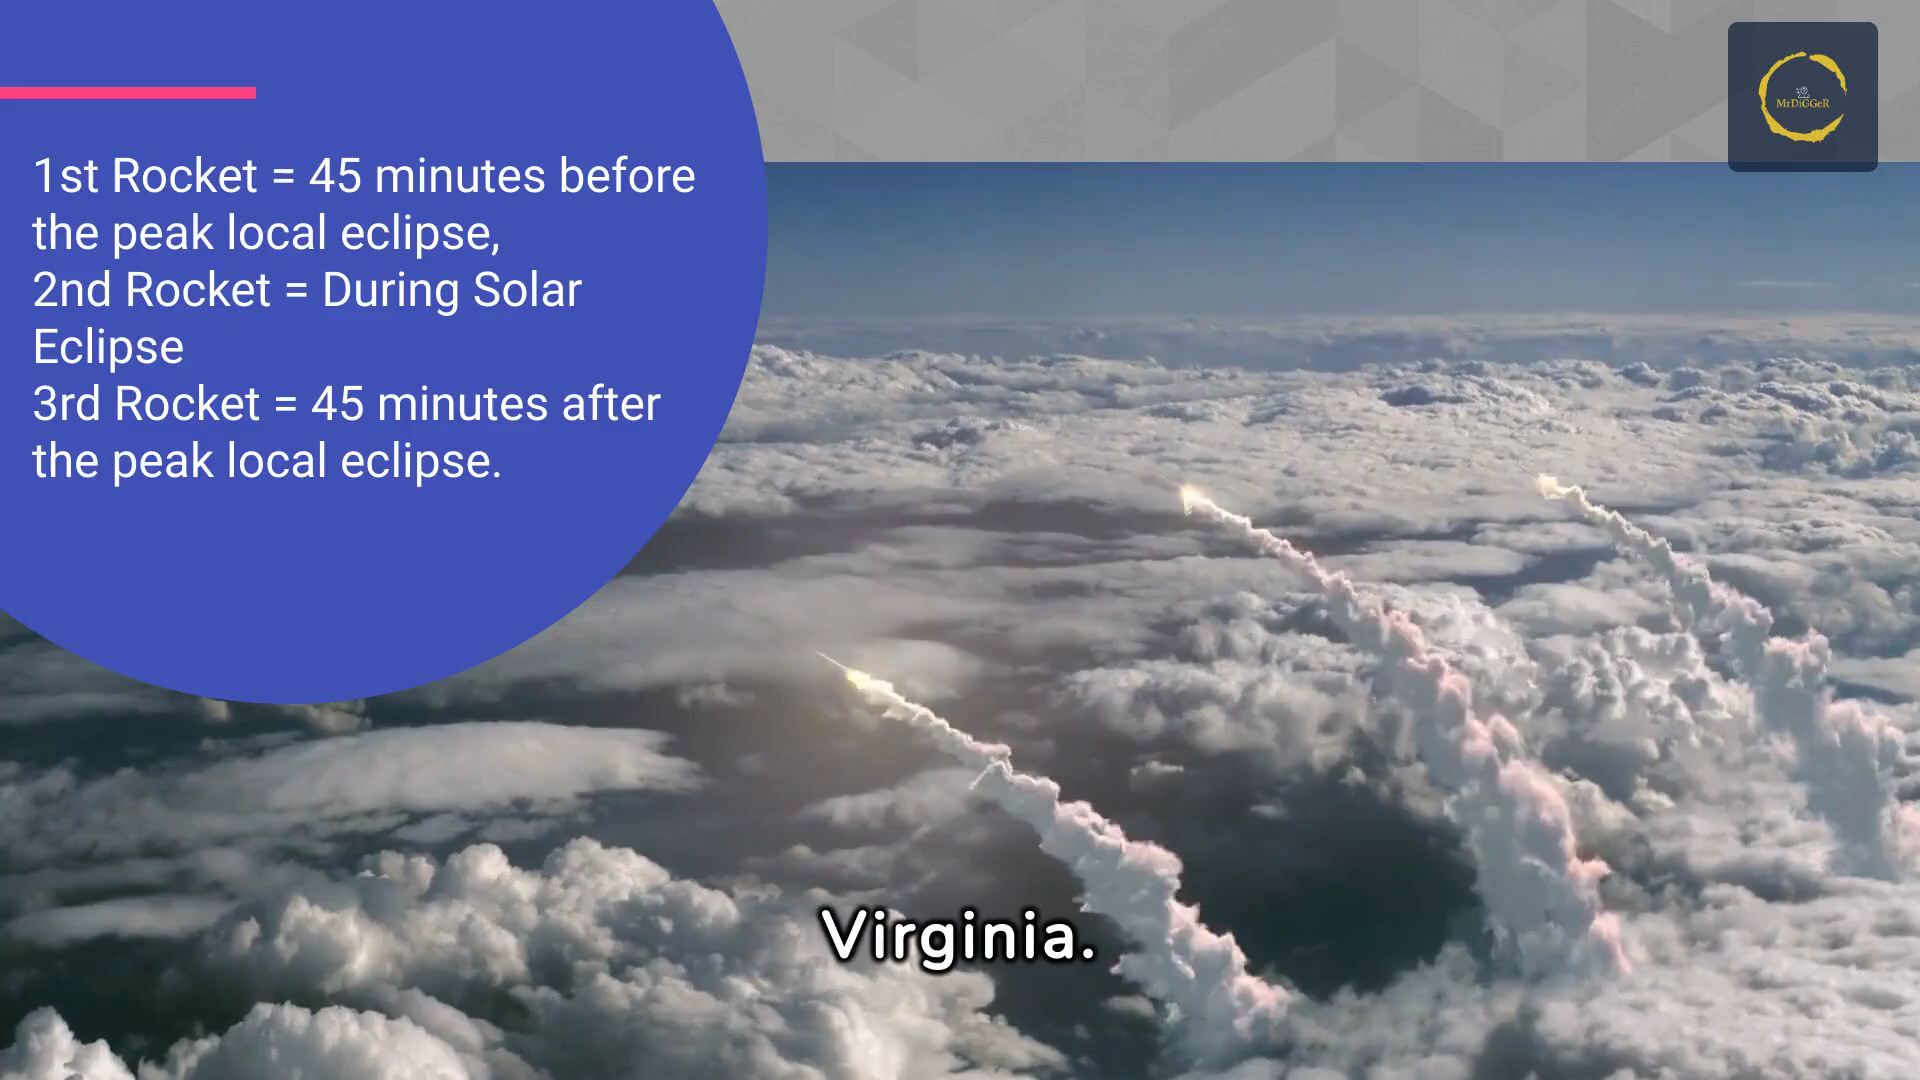 1st Rocket = 45 minutes before
the peak local eclipse,
2nd Rocket = During Solar
Eclipse
3rd Rocket = 45 minutes after
the peak local eclipse.
MrDiGGeR
Virginia.